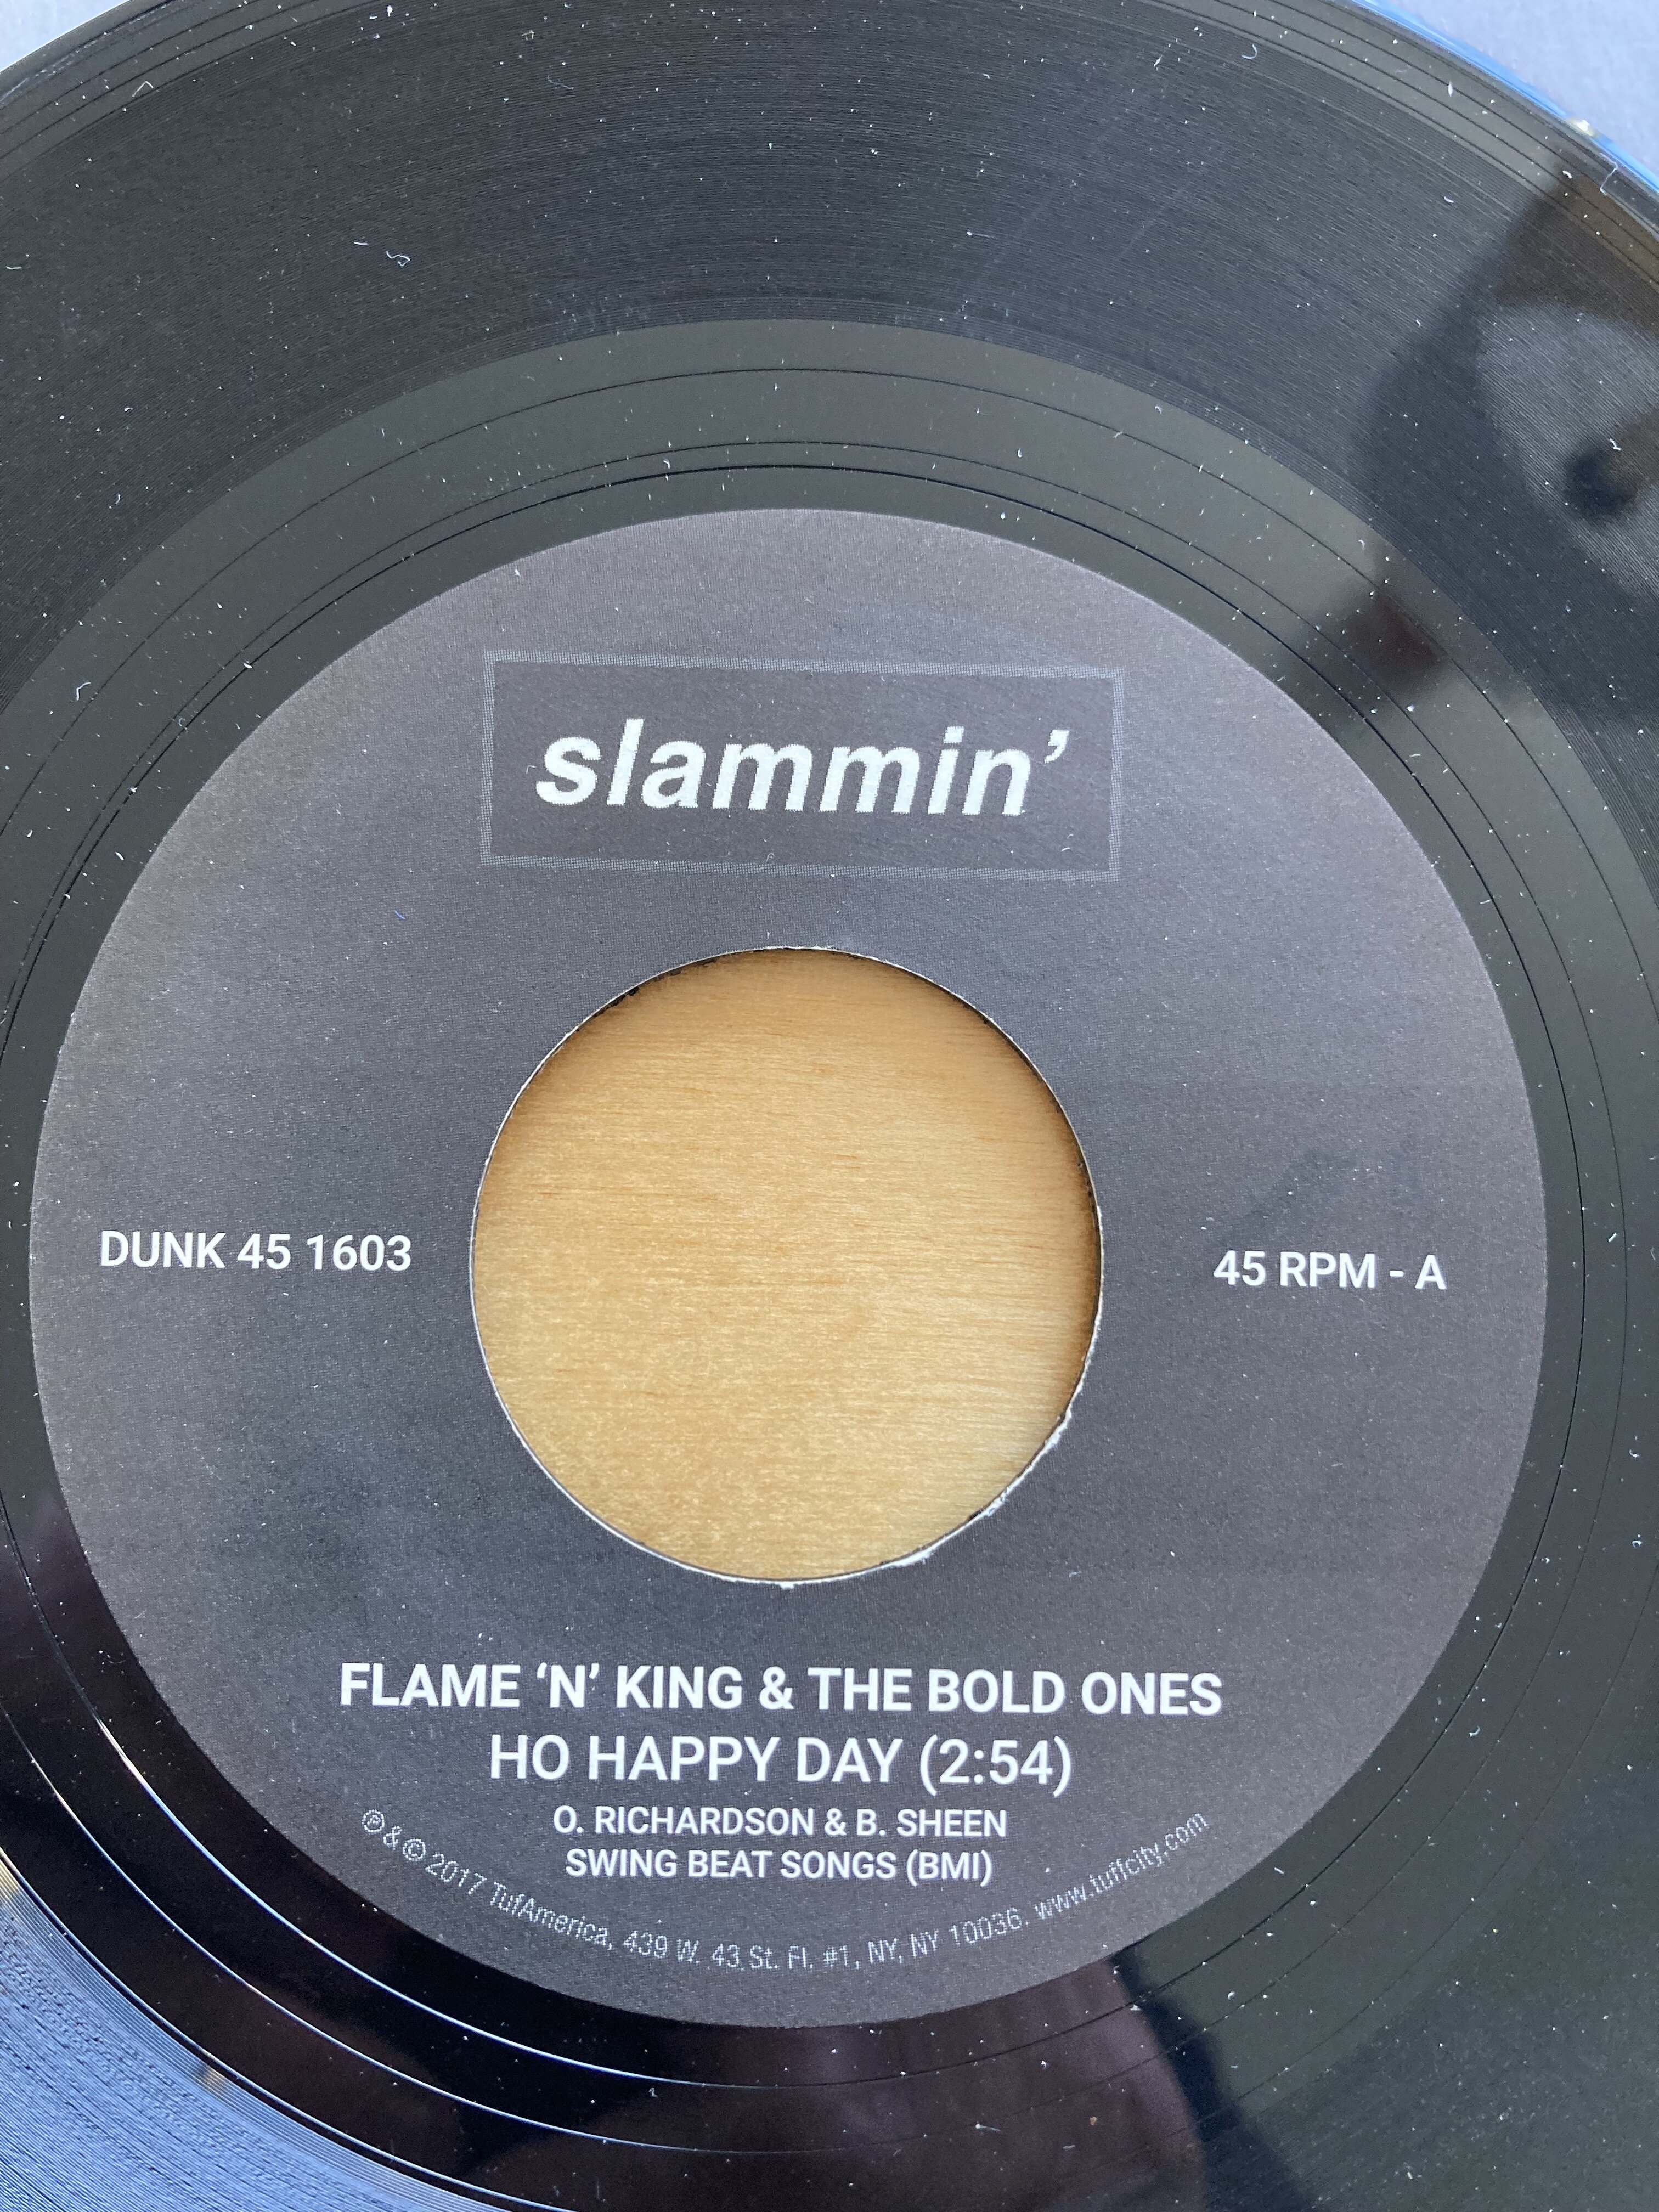 slammin'
DUNK 45 1603
45 RPM - A
FLAME ‘N’ KING & THE BOLD ONES
HO HAPPY DAY (2:54)
O. RICHARDSON & B. SHEEN
SWING BEAT SONGS (BMI)
℗ & © 2017 TufAmerica, 439 W. 43 St. Fl. #1, NY, NY 10036. www.tuffcity.com